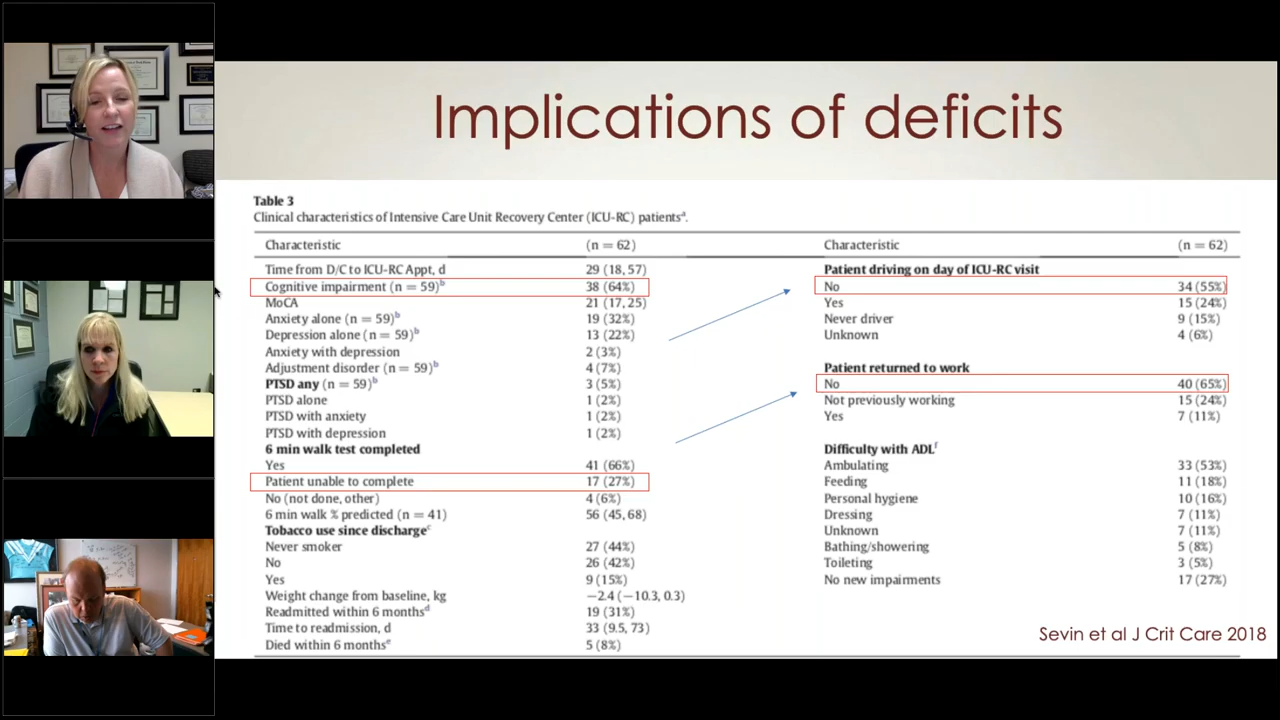 Implications of deficits
Table 3
Clinical characteristics of Intensive Care Unit Recovery Center (ICU-RC) patientsᵃ.
Characteristic (n = 62)
Time from D/C to ICU-RC Appt, d 29 (18, 57)
Cognitive impairment (n = 59)ᵇ 38 (64%)
MoCA 21 (17, 25)
Anxiety alone (n = 59)ᵇ 19 (32%)
Depression alone (n = 59)ᵇ 13 (22%)
Anxiety with depression 2 (3%)
Adjustment disorder (n = 59)ᵇ 4 (7%)
PTSD any (n = 59)ᵇ 3 (5%)
PTSD alone 1 (2%)
PTSD with anxiety 1 (2%)
PTSD with depression 1 (2%)
6 min walk test completed
Yes 41 (66%)
Patient unable to complete 17 (27%)
No (not done, other) 4 (6%)
6 min walk % predicted (n = 41) 56 (45, 68)
Tobacco use since dischargeᶜ
Never smoker 27 (44%)
No 26 (42%)
Yes 9 (15%)
Weight change from baseline, kg −2.4 (−10.3, 0.3)
Readmitted within 6 monthsᵈ 19 (31%)
Time to readmission, d 33 (9.5, 73)
Died within 6 monthsᵉ 5 (8%)
Characteristic (n = 62)
Patient driving on day of ICU-RC visit
No 34 (55%)
Yes 15 (24%)
Never driver 9 (15%)
Unknown 4 (6%)
Patient returned to work
No 40 (65%)
Not previously working 15 (24%)
Yes 7 (11%)
Difficulty with ADLᶠ
Ambulating 33 (53%)
Feeding 11 (18%)
Personal hygiene 10 (16%)
Dressing 7 (11%)
Unknown 7 (11%)
Bathing/showering 5 (8%)
Toileting 3 (5%)
No new impairments 17 (27%)
Sevin et al J Crit Care 2018